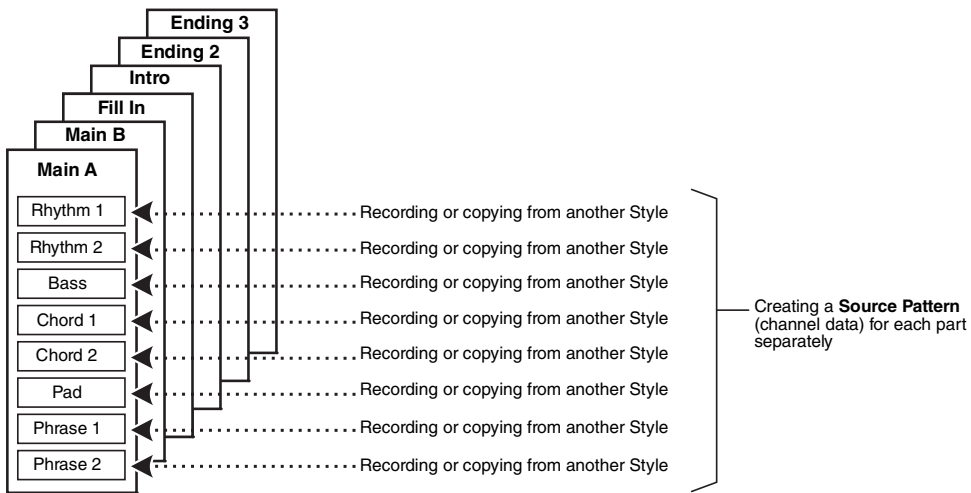 Ending 3
Ending 2
Intro
Fill In
Main B
Main A
Rhythm 1
Recording or copying from another Style
Rhythm 2
Recording or copying from another Style
Bass
Recording or copying from another Style
Chord 1
Recording or copying from another Style
Chord 2
Recording or copying from another Style
Pad
Recording or copying from another Style
Phrase 1
Recording or copying from another Style
Phrase 2
Recording or copying from another Style
Creating a Source Pattern
(channel data) for each part
separately